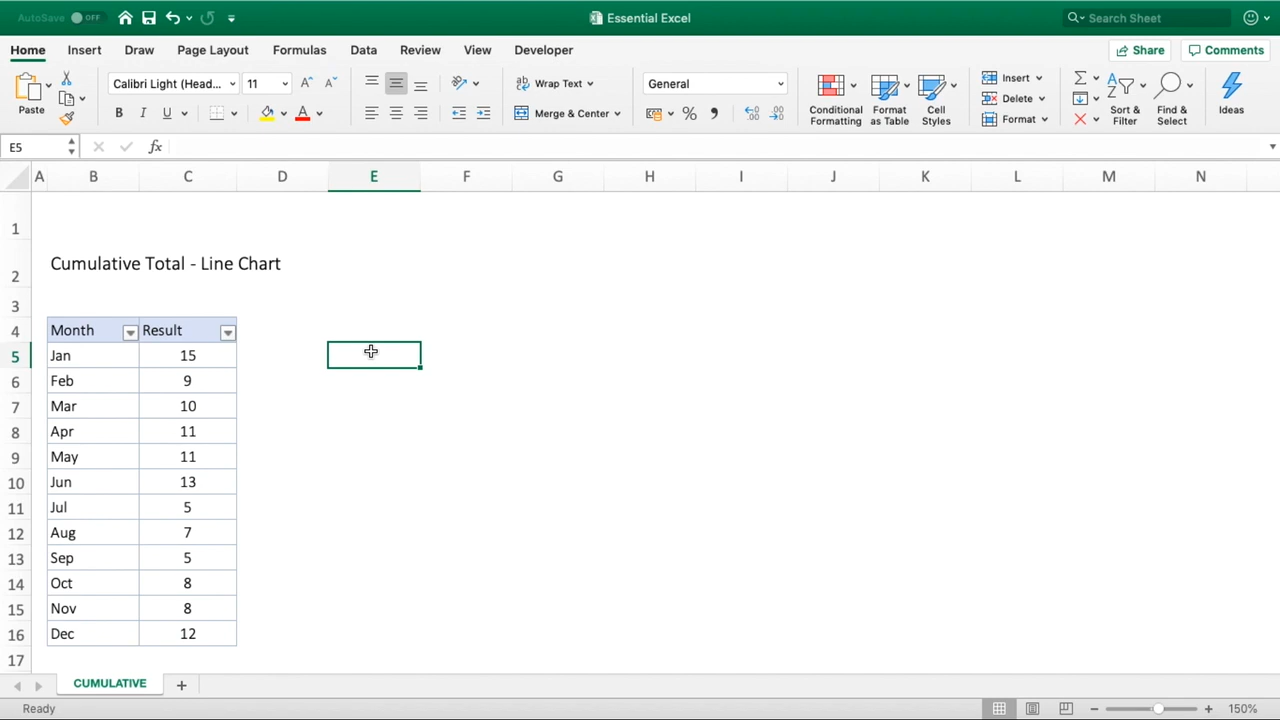 AutoSave OFF Essential Excel Search Sheet
Home Insert Draw Page Layout Formulas Data Review View Developer Share Comments
Paste Calibri Light (Head... 11 A A ab Wrap Text General Conditional Formatting Format as Table Cell Styles Insert Sort & Filter Find & Select Ideas
Delete
B I U A Merge & Center % Format
E5 fx
A B C D E F G H I J K L M N
1
2 Cumulative Total - Line Chart
3
4 Month Result
5 Jan 15
6 Feb 9
7 Mar 10
8 Apr 11
9 May 11
10 Jun 13
11 Jul 5
12 Aug 7
13 Sep 5
14 Oct 8
15 Nov 8
16 Dec 12
17
CUMULATIVE +
Ready 150%